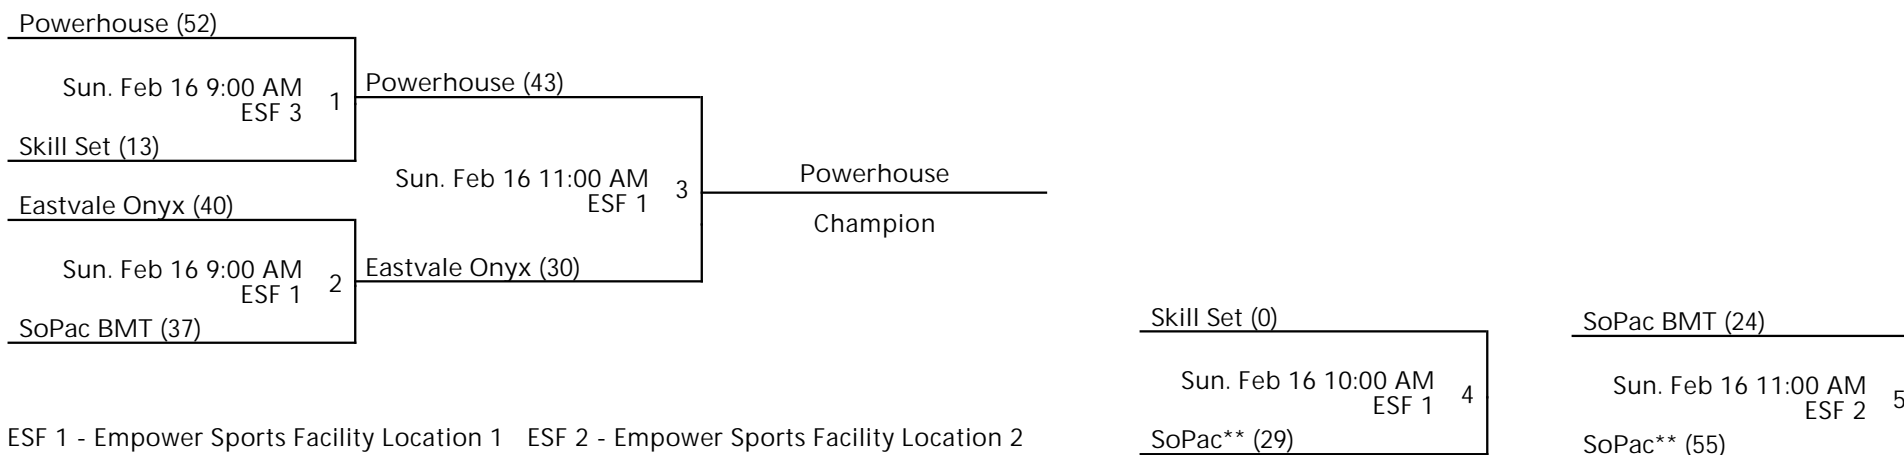 Powerhouse (52)
Sun. Feb 16 9:00 AM
ESF 3
1
Skill Set (13)
Powerhouse (43)
Eastvale Onyx (40)
Sun. Feb 16 9:00 AM
ESF 1
2
SoPac BMT (37)
Sun. Feb 16 11:00 AM
ESF 1
3
Eastvale Onyx (30)
Powerhouse
Champion
Skill Set (0)
Sun. Feb 16 10:00 AM
ESF 1
4
SoPac** (29)
SoPac BMT (24)
Sun. Feb 16 11:00 AM
ESF 2
5
SoPac** (55)
ESF 1 - Empower Sports Facility Location 1 ESF 2 - Empower Sports Facility Location 2